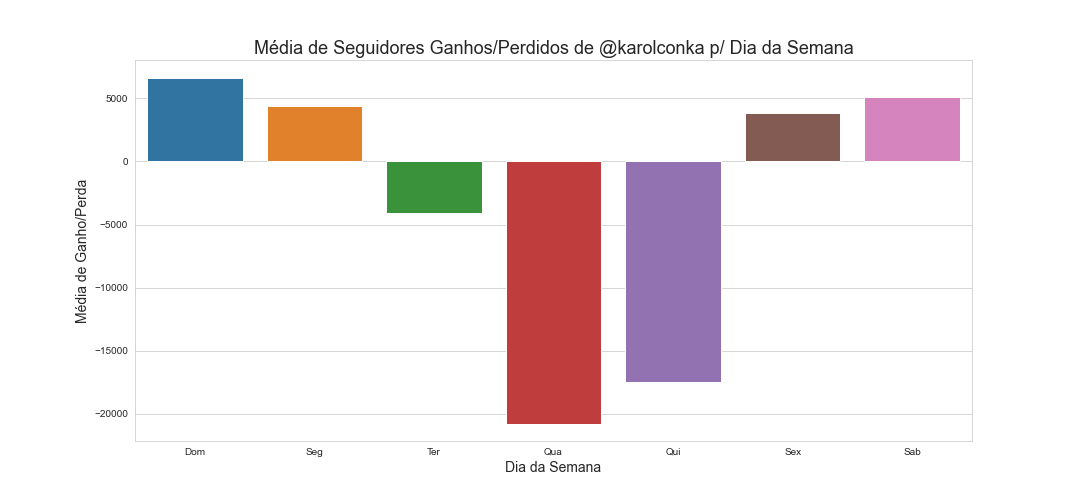 Média de Seguidores Ganhos/Perdidos de @karolconka p/ Dia da Semana
Média de Ganho/Perda
5000
0
−5000
−10000
−15000
−20000
Dom Seg Ter Qua Qui Sex Sab
Dia da Semana